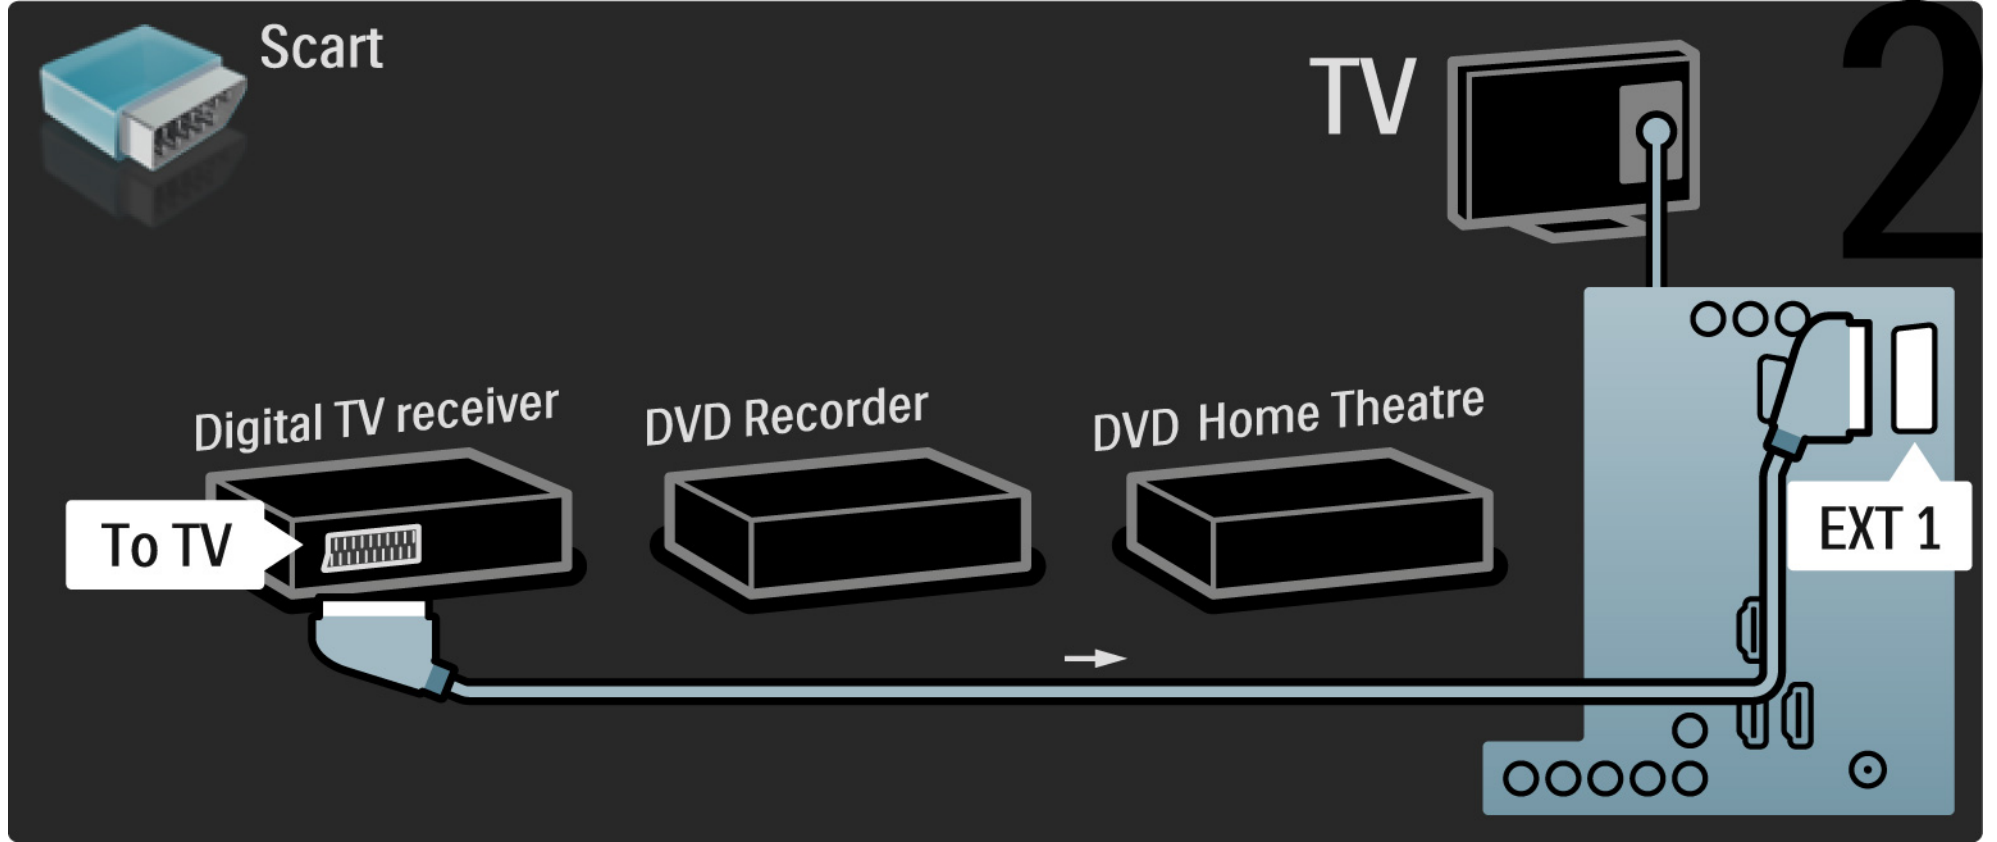 Scart
TV
2
Digital TV receiver
DVD Recorder
DVD Home Theatre
To TV
EXT 1